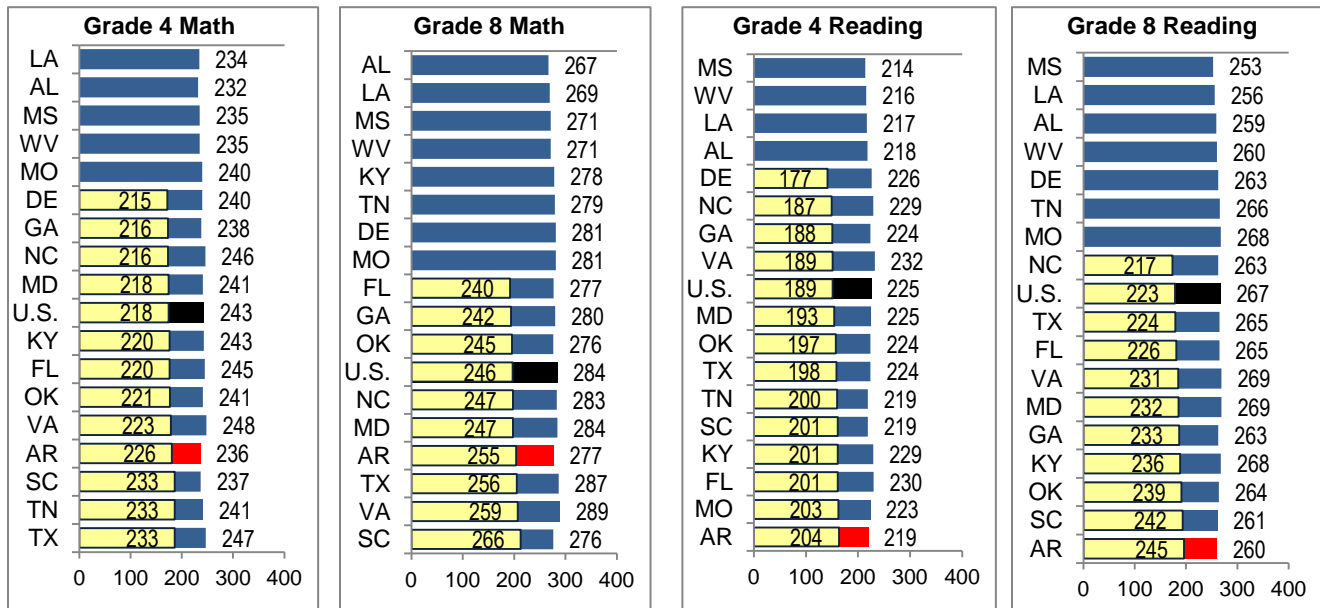 Grade 4 Math
LA 234
AL 232
MS 235
WV 235
MO 240
DE 215 240
GA 216 238
NC 216 246
MD 218 241
U.S. 218 243
KY 220 243
FL 220 245
OK 221 241
VA 223 248
AR 226 236
SC 233 237
TN 233 241
TX 233 247
0 100 200 300 400
Grade 8 Math
AL 267
LA 269
MS 271
WV 271
KY 278
TN 279
DE 281
MO 281
FL 240 277
GA 242 280
OK 245 276
U.S. 246 284
NC 247 283
MD 247 284
AR 255 277
TX 256 287
VA 259 289
SC 266 276
0 100 200 300 400
Grade 4 Reading
MS 214
WV 216
LA 217
AL 218
DE 177 226
NC 187 229
GA 188 224
VA 189 232
U.S. 189 225
MD 193 225
OK 197 224
TX 198 224
TN 200 219
SC 201 219
KY 201 229
FL 201 230
MO 203 223
AR 204 219
0 100 200 300 400
Grade 8 Reading
MS 253
LA 256
AL 259
WV 260
DE 263
TN 266
MO 268
NC 217 263
U.S. 223 267
TX 224 265
FL 226 265
VA 231 269
MD 232 269
GA 233 263
KY 236 268
OK 239 264
SC 242 261
AR 245 260
0 100 200 300 400